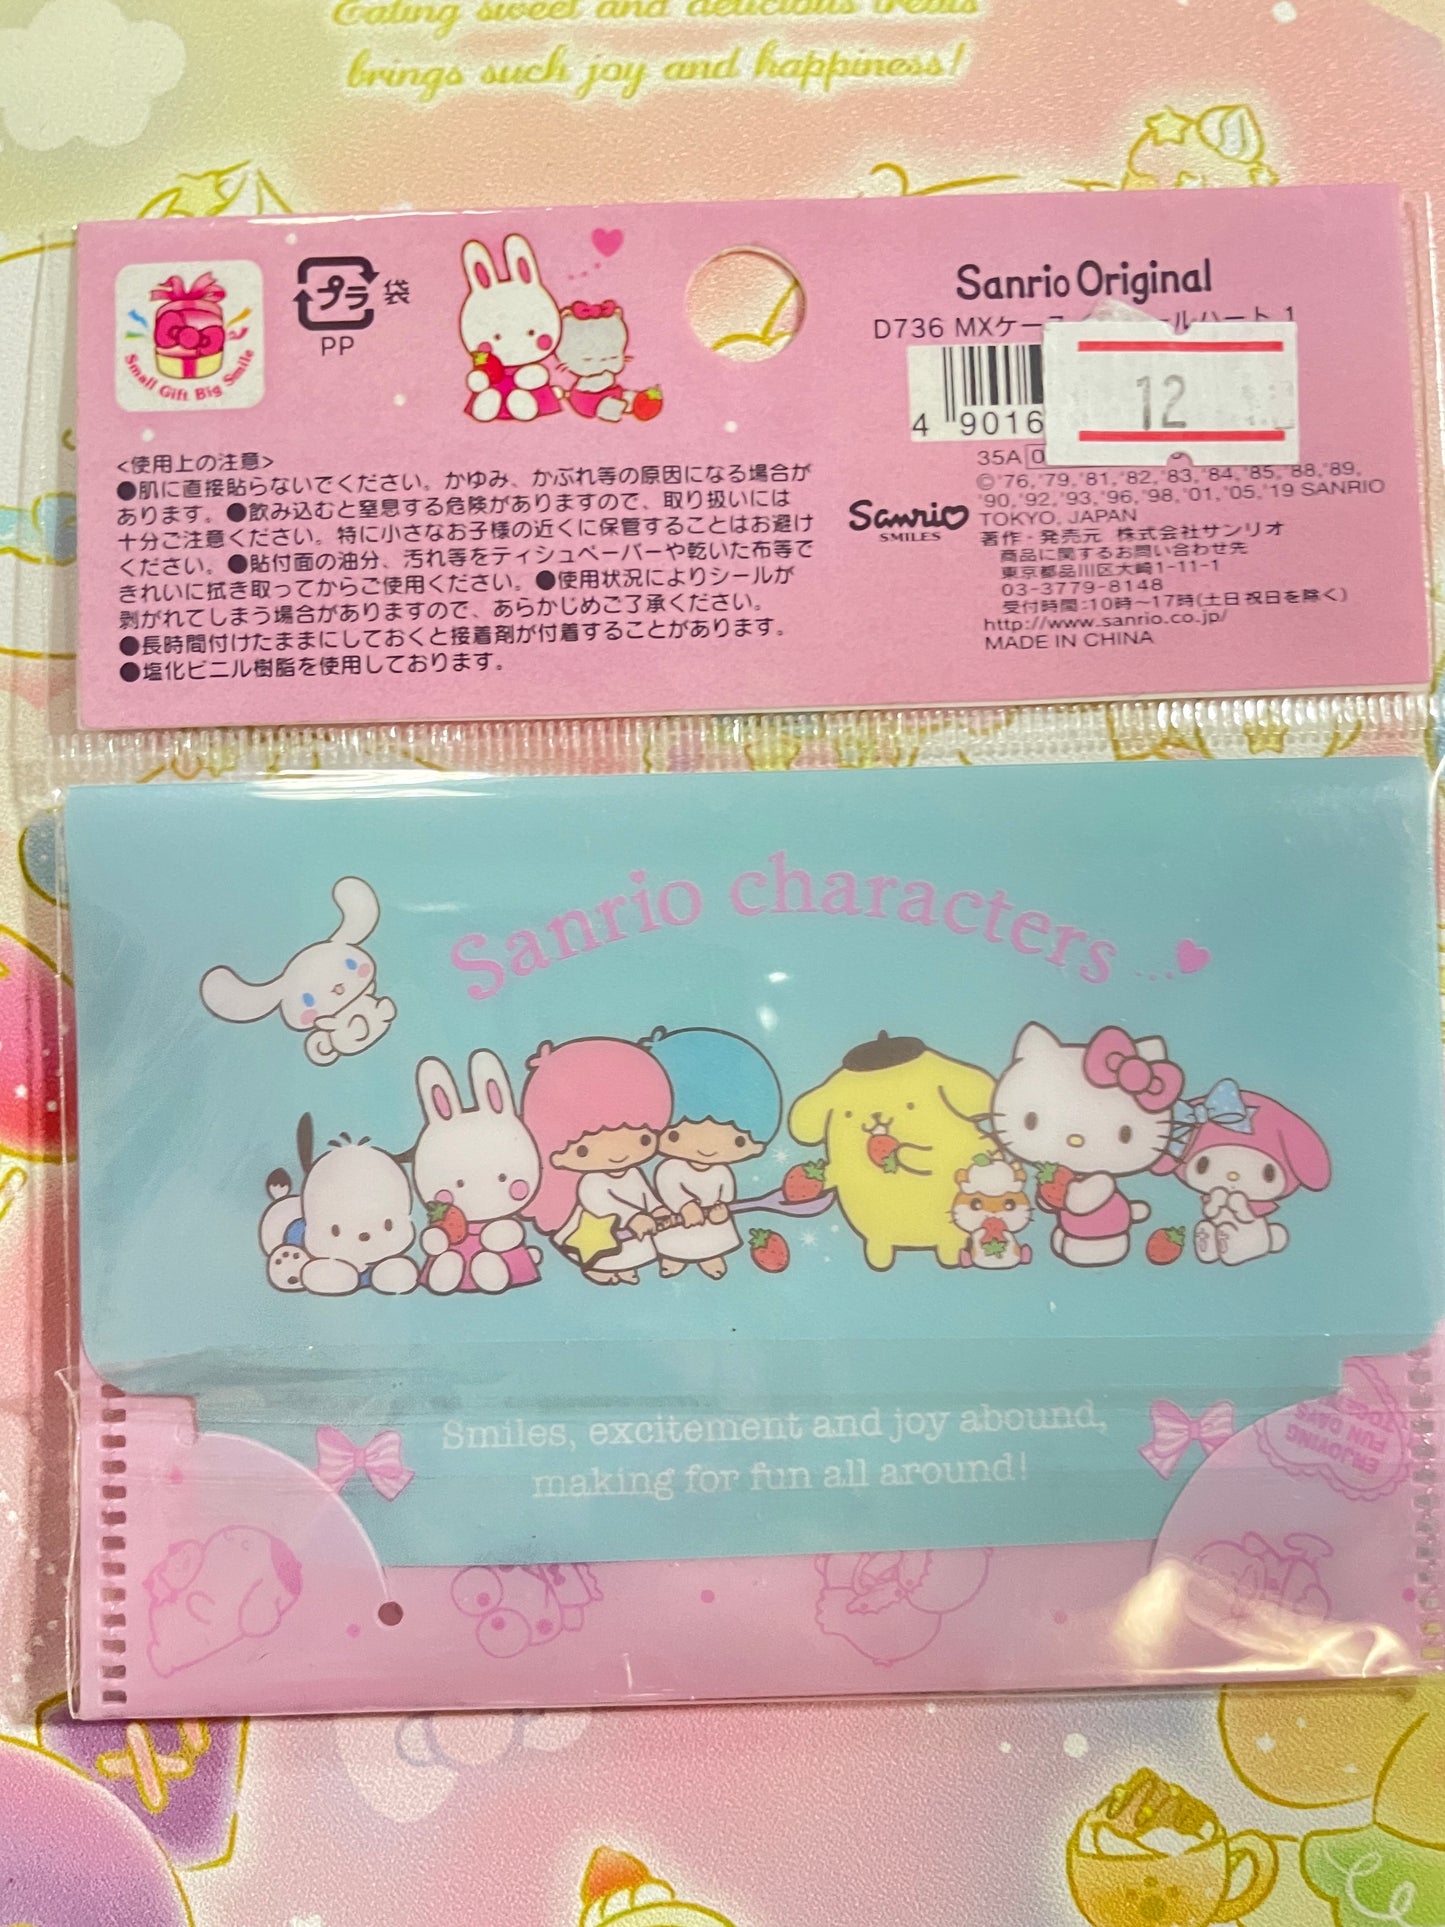 Eating sweet and delicious treats
brings such joy and happiness!
Small Gift Big Smile
プラ 袋
PP
Sanrio Original
D736 MXケース
12
4 9016
35A
©'76,'79,'81,'82,'83,'84,'85,'88,'89,
'90,'92,'93,'96,'98,'01,'05,'19 SANRIO
TOKYO, JAPAN
Sanrio
SMILES
著作・発売元 株式会社サンリオ
商品に関するお問い合わせ先
東京都品川区大崎1-11-1
03-3779-8148
受付時間:10時〜17時(土日祝日を除く)
http://www.sanrio.co.jp/
MADE IN CHINA
<使用上の注意>
●肌に直接貼らないでください。かゆみ、かぶれ等の原因になる場合が
あります。●飲み込むと窒息する危険がありますので、取り扱いには
十分ご注意ください。特に小さなお子様の近くに保管することはお避け
ください。●貼付面の油分、汚れ等をティシュペーパーや乾いた布等で
きれいに拭き取ってからご使用ください。●使用状況によりシールが
剥がれてしまう場合がありますので、あらかじめご了承ください。
●長時間付けたままにしておくと接着剤が付着することがあります。
●塩化ビニル樹脂を使用しております。
Sanrio characters...
Smiles, excitement and joy abound,
making for fun all around!
ENJOYING
FUN DAYS